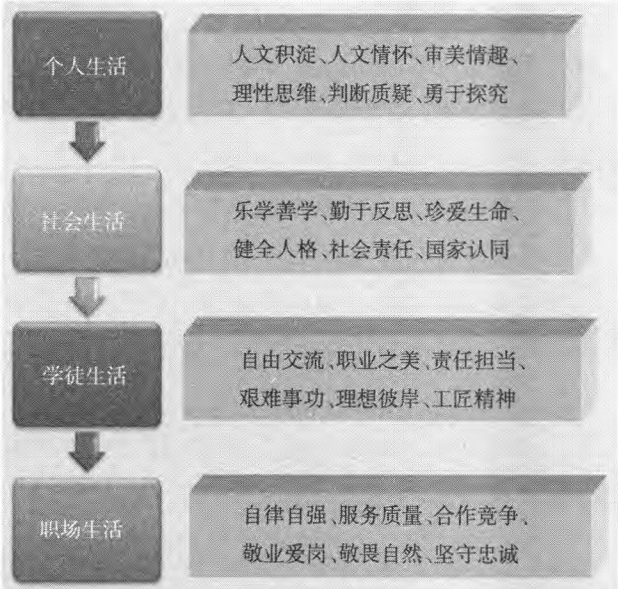 个人生活
人文积淀、人文情怀、审美情趣、
理性思维、判断质疑、勇于探究
社会生活
乐学善学、勤于反思、珍爱生命、
健全人格、社会责任、国家认同
学徒生活
自由交流、职业之美、责任担当、
艰难事功、理想彼岸、工匠精神
职场生活
自律自强、服务质量、合作竞争、
敬业爱岗、敬畏自然、坚守忠诚